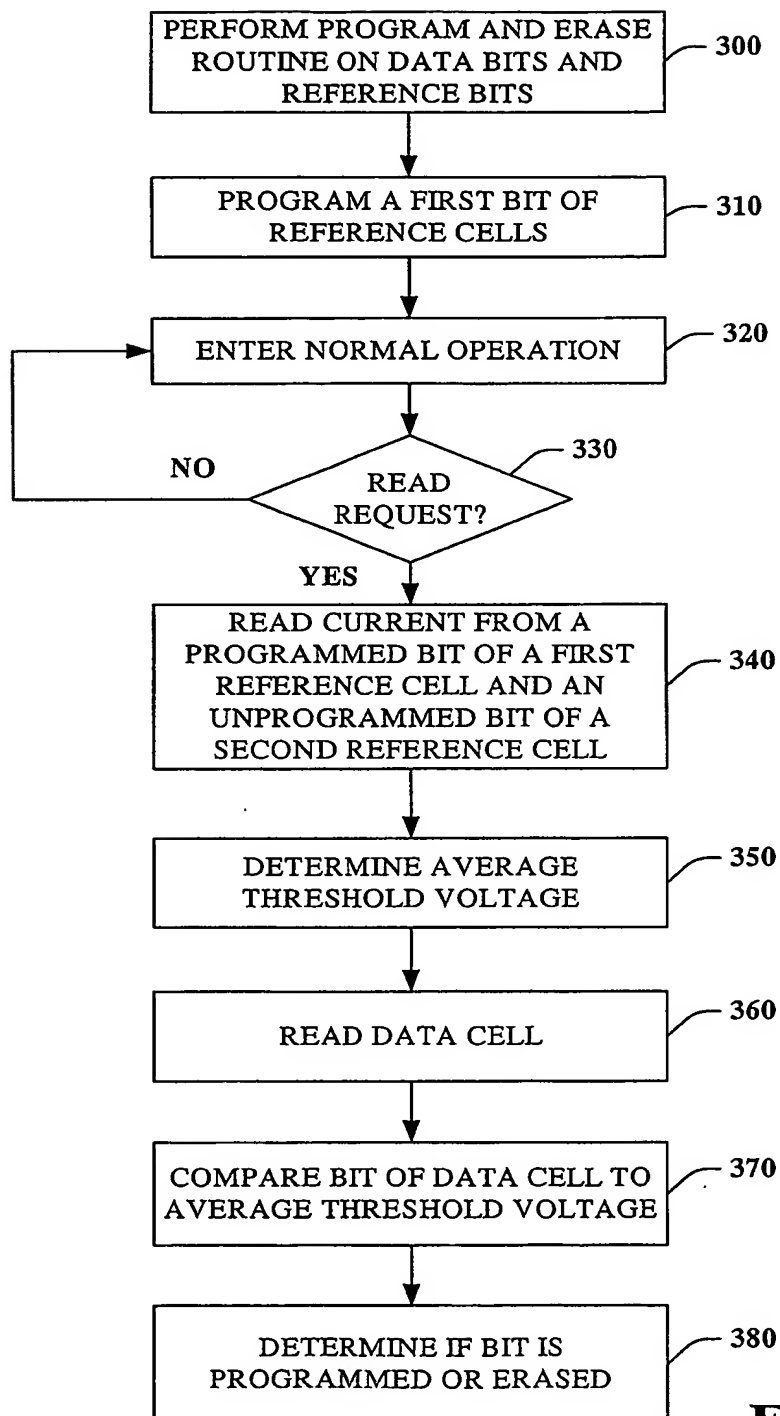 PERFORM PROGRAM AND ERASE
ROUTINE ON DATA BITS AND
REFERENCE BITS
300
PROGRAM A FIRST BIT OF
REFERENCE CELLS
310
ENTER NORMAL OPERATION
320
NO
READ
REQUEST?
330
YES
READ CURRENT FROM A
PROGRAMMED BIT OF A FIRST
REFERENCE CELL AND AN
UNPROGRAMMED BIT OF A
SECOND REFERENCE CELL
340
DETERMINE AVERAGE
THRESHOLD VOLTAGE
350
READ DATA CELL
360
COMPARE BIT OF DATA CELL TO
AVERAGE THRESHOLD VOLTAGE
370
DETERMINE IF BIT IS
PROGRAMMED OR ERASED
380